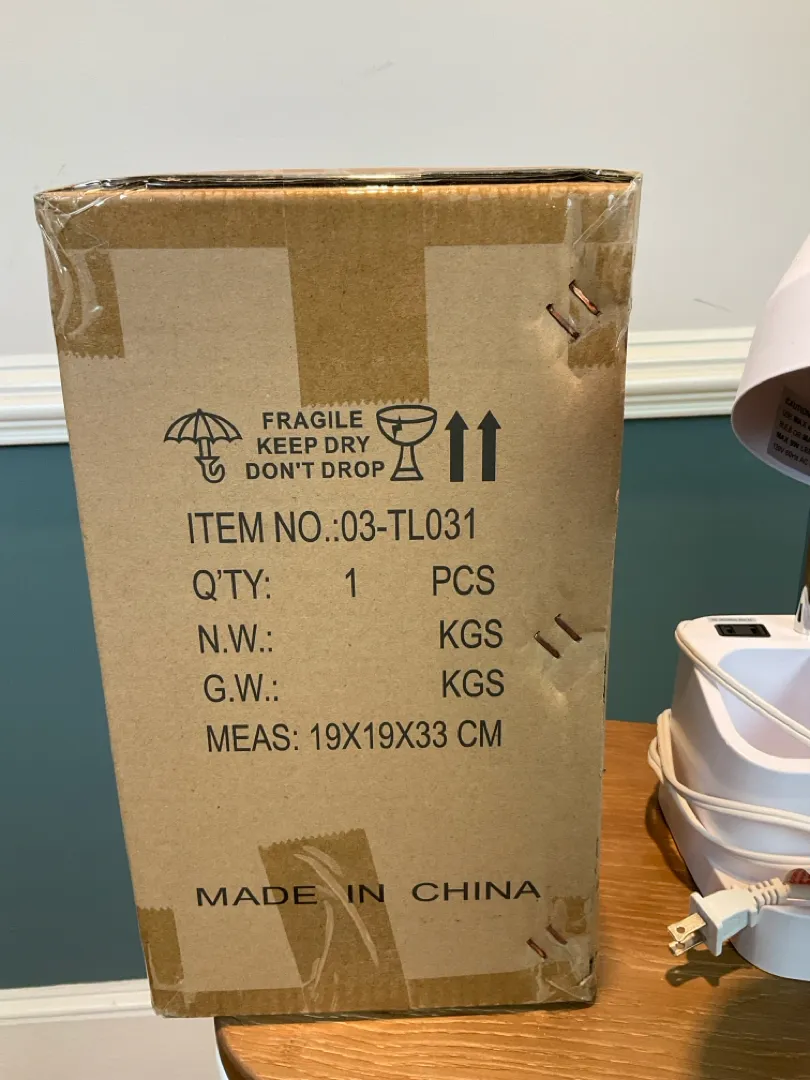 FRAGILE
KEEP DRY
DON'T DROP
ITEM NO.:03-TL031
Q'TY: 1 PCS
N.W.: KGS
G.W.: KGS
MEAS: 19X19X33 CM
MADE IN CHINA